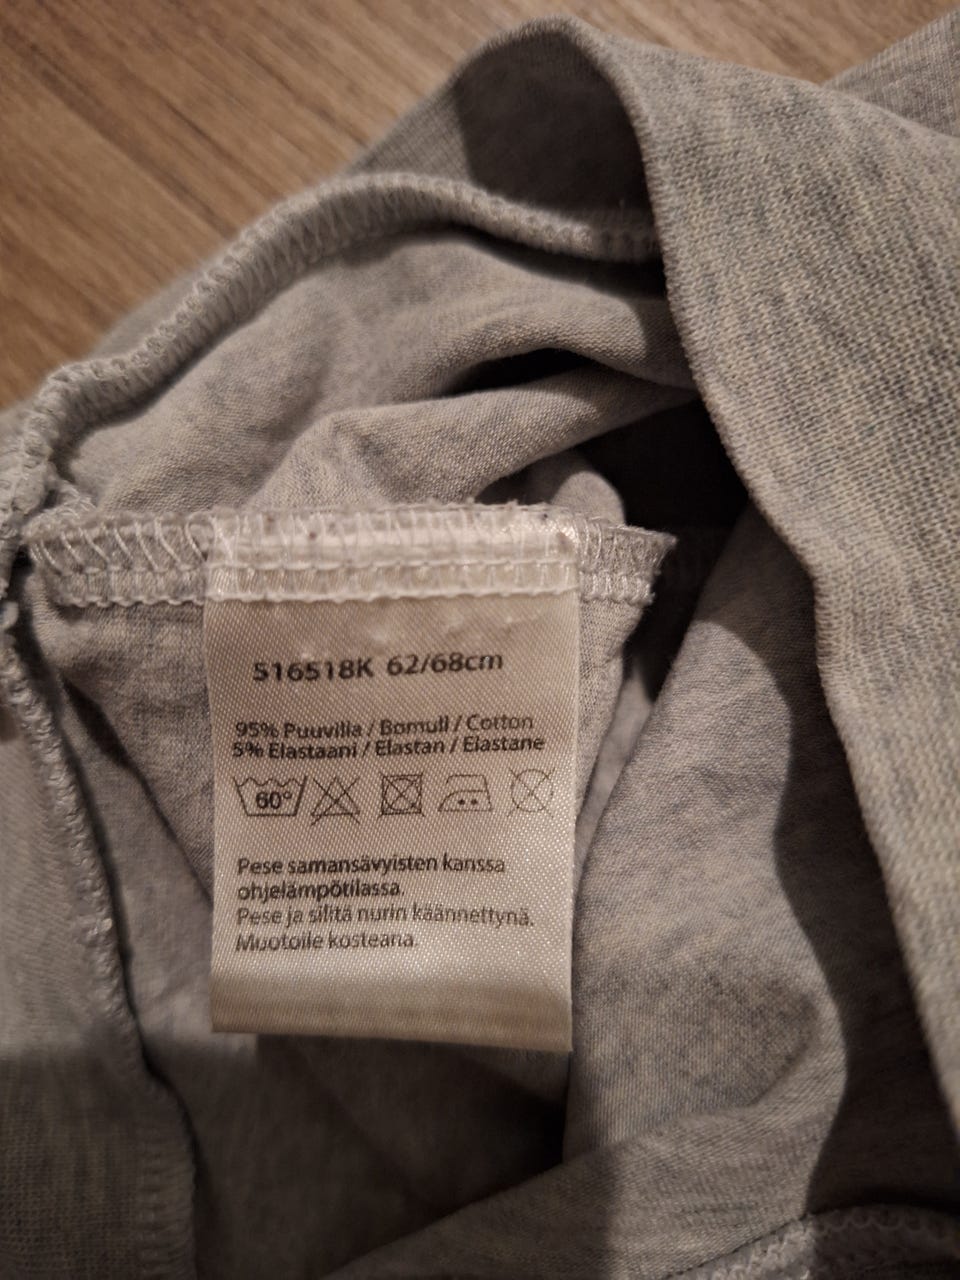 516518K 62/68cm
95% Puuvilla / Bomull / Cotton
5% Elastaani / Elastan / Elastane
60°
Pese samansävyisten kanssa
ohjelämpötilassa.
Pese ja silitä nurin käännettynä.
Muotoile kosteana.